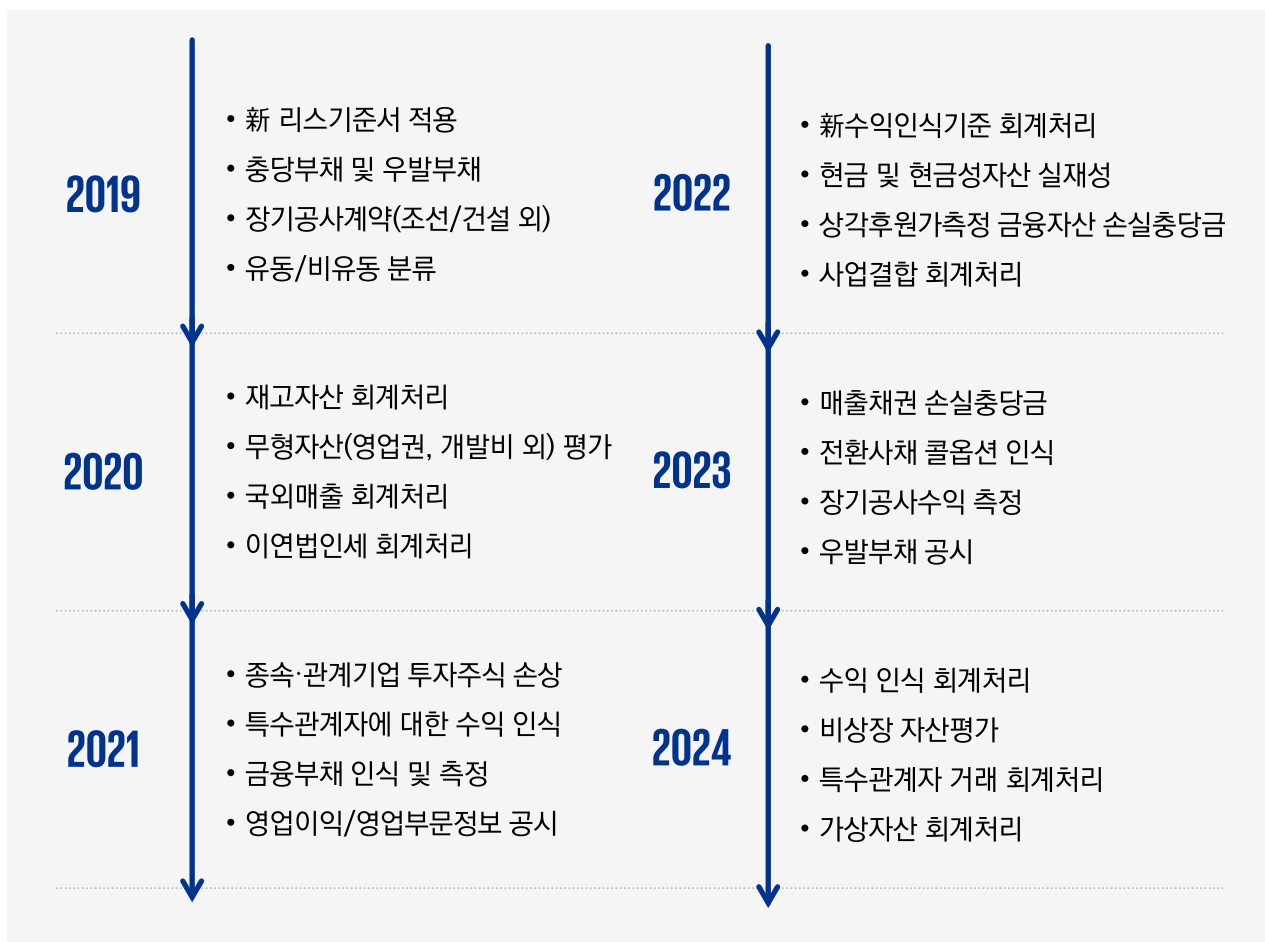 2019
• 新 리스기준서 적용
• 충당부채 및 우발부채
• 장기공사계약(조선/건설 외)
• 유동/비유동 분류
2020
• 재고자산 회계처리
• 무형자산(영업권, 개발비 외) 평가
• 국외매출 회계처리
• 이연법인세 회계처리
2021
• 종속·관계기업 투자주식 손상
• 특수관계자에 대한 수익 인식
• 금융부채 인식 및 측정
• 영업이익/영업부문정보 공시
2022
• 新수익인식기준 회계처리
• 현금 및 현금성자산 실재성
• 상각후원가측정 금융자산 손실충당금
• 사업결합 회계처리
2023
• 매출채권 손실충당금
• 전환사채 콜옵션 인식
• 장기공사수익 측정
• 우발부채 공시
2024
• 수익 인식 회계처리
• 비상장 자산평가
• 특수관계자 거래 회계처리
• 가상자산 회계처리